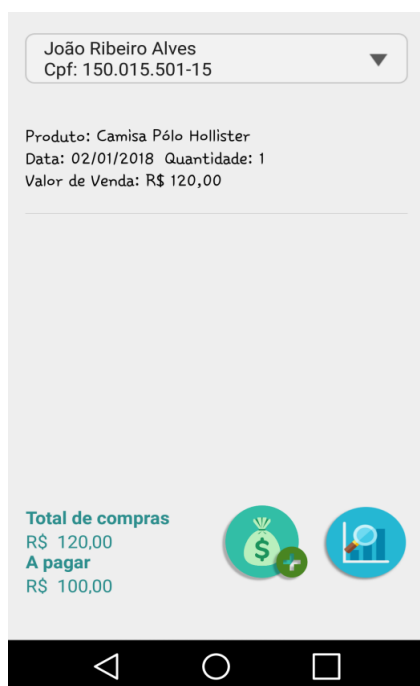 João Ribeiro Alves
Cpf: 150.015.501-15
Produto: Camisa Pólo Hollister
Data: 02/01/2018 Quantidade: 1
Valor de Venda: R$ 120,00
Total de compras
R$ 120,00
A pagar
R$ 100,00
$